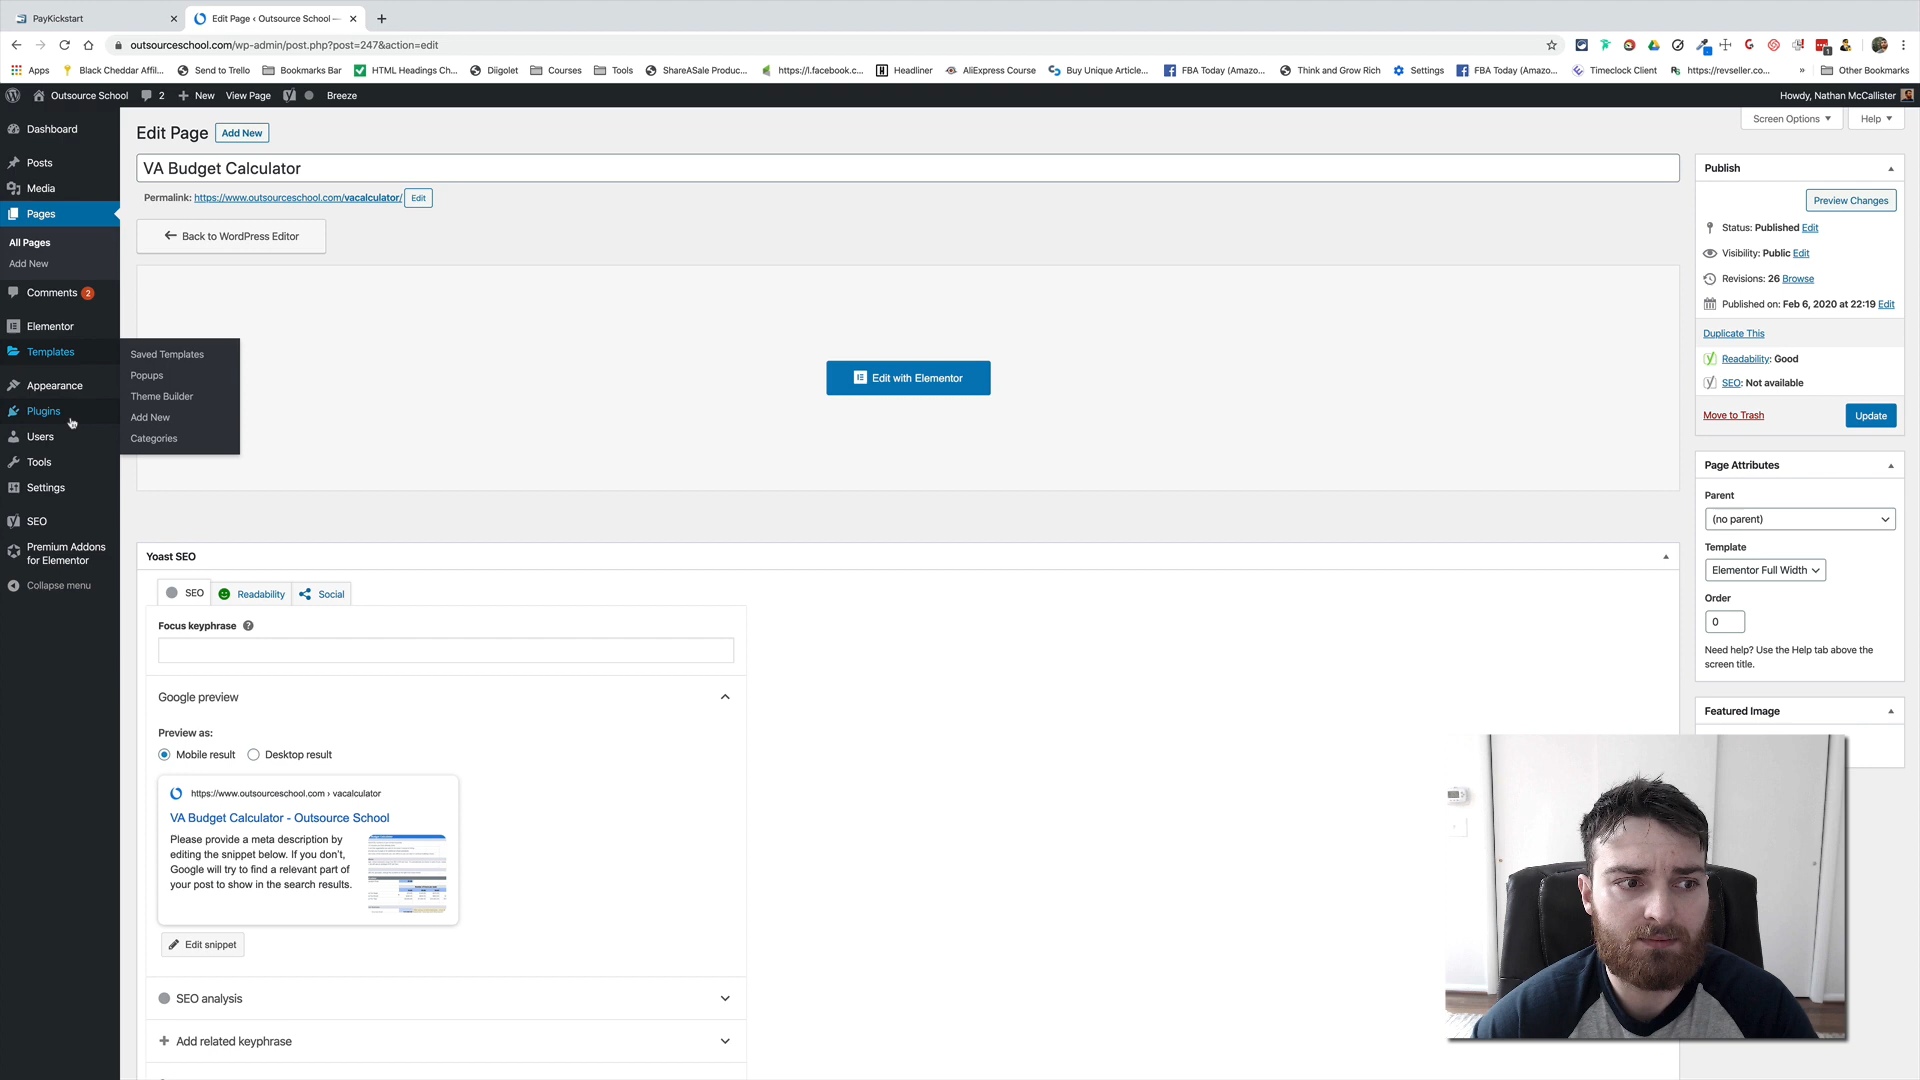 PayKickstart
Edit Page ‹ Outsource School —
outsourceschool.com/wp-admin/post.php?post=247&action=edit
Apps
Black Cheddar Affil...
Send to Trello
Bookmarks Bar
HTML Headings Ch...
Diigolet
Courses
Tools
ShareASale Produc...
https://l.facebook.c...
Headliner
AliExpress Course
Buy Unique Article...
FBA Today (Amazo...
Think and Grow Rich
Settings
FBA Today (Amazo...
Timeclock Client
https://revseller.co...
»
Other Bookmarks
Outsource School
2
New
View Page
Breeze
Howdy, Nathan McCallister
Dashboard
Posts
Media
Pages
All Pages
Add New
Comments 2
Elementor
Templates
Appearance
Plugins
Users
Tools
Settings
SEO
Premium Addons
for Elementor
Collapse menu
Saved Templates
Popups
Theme Builder
Add New
Categories
Screen Options
Help
Edit Page
Add New
VA Budget Calculator
Permalink: https://www.outsourceschool.com/vacalculator/ Edit
← Back to WordPress Editor
Edit with Elementor
Yoast SEO
SEO
Readability
Social
Focus keyphrase
Google preview
Preview as:
Mobile result
Desktop result
https://www.outsourceschool.com › vacalculator
VA Budget Calculator - Outsource School
Please provide a meta description by
editing the snippet below. If you don't,
Google will try to find a relevant part of
your post to show in the search results.
Edit snippet
SEO analysis
Add related keyphrase
Publish
Preview Changes
Status: Published Edit
Visibility: Public Edit
Revisions: 26 Browse
Published on: Feb 6, 2020 at 22:19 Edit
Duplicate This
Readability: Good
SEO: Not available
Move to Trash
Update
Page Attributes
Parent
(no parent)
Template
Elementor Full Width
Order
0
Need help? Use the Help tab above the
screen title.
Featured Image